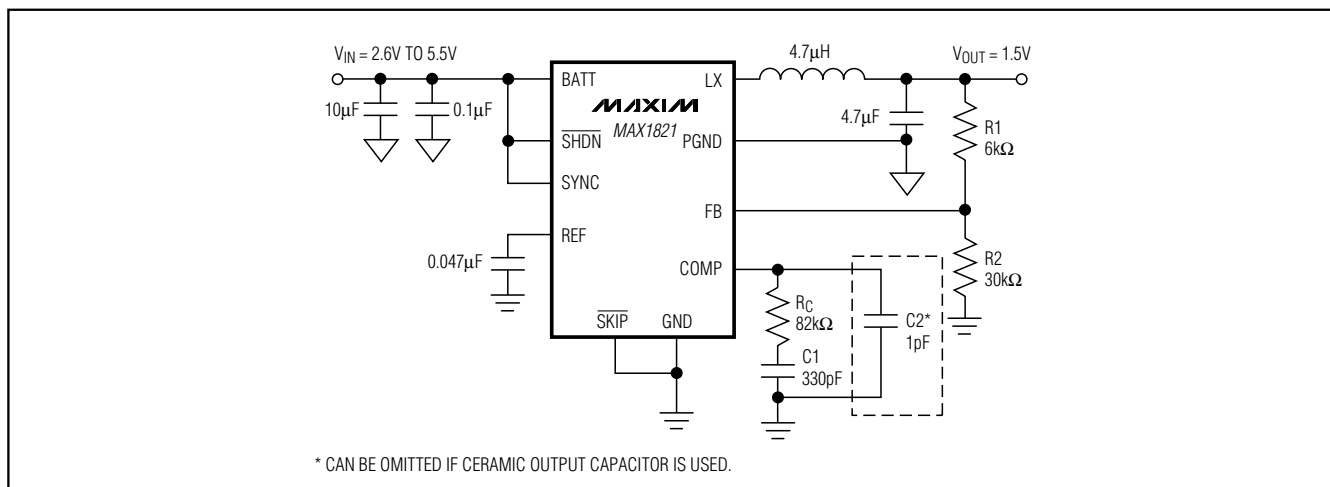 V_IN = 2.6V TO 5.5V
4.7µH
V_OUT = 1.5V
BATT
LX
10µF
0.1µF
MAXIM
4.7µF
R1
6kΩ
MAX1821
SHDN
PGND
SYNC
FB
REF
R2
30kΩ
0.047µF
COMP
R_C
82kΩ
C2*
1pF
SKIP
GND
C1
330pF
* CAN BE OMITTED IF CERAMIC OUTPUT CAPACITOR IS USED.